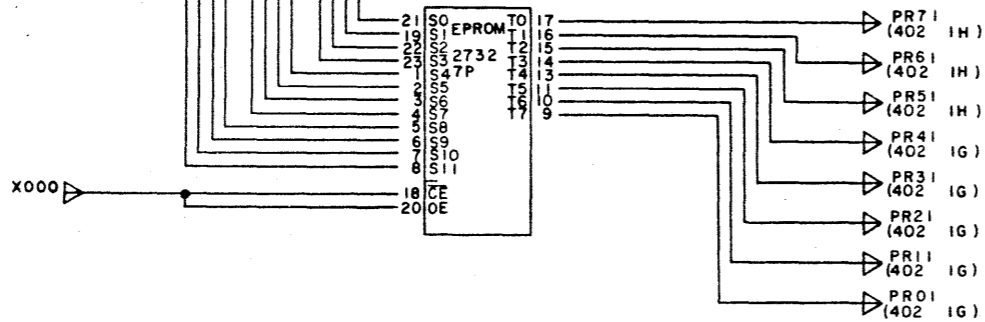 21 S0 EPROM T0 17
19 S1 T1 16
22 S2 2732 T2 15
23 S3 7P T3 14
1 S4 T4 13
2 S5 T5 11
3 S6 T6 10
4 S7 T7 9
5 S8
6 S9
7 S10
8 S11
X000
18 CE
20 OE
PR71
(402 1H)
PR61
(402 1H)
PR51
(402 1H)
PR41
(402 1G)
PR31
(402 1G)
PR21
(402 1G)
PR11
(402 1G)
PR01
(402 1G)